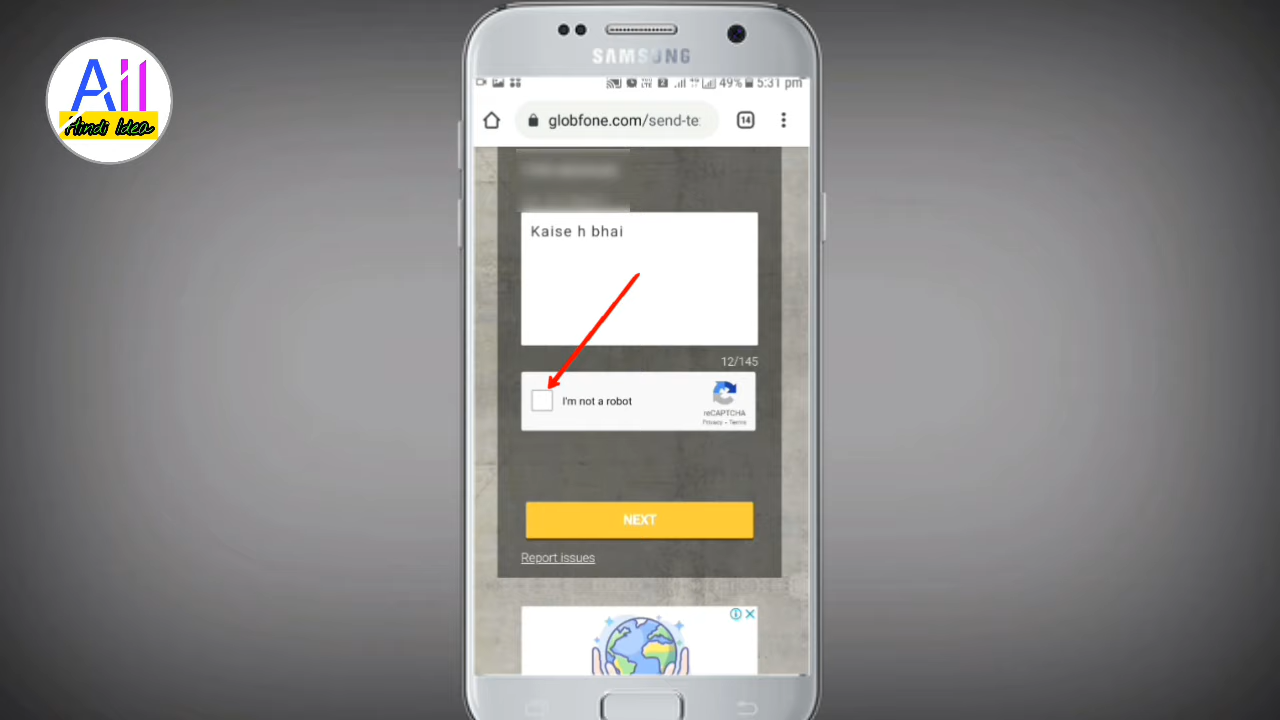 All
Hindi Idea
SAMSUNG
49% 5:31 pm
globfone.com/send-te
14
Kaise h bhai
12/145
I'm not a robot
reCAPTCHA
Privacy - Terms
NEXT
Report issues